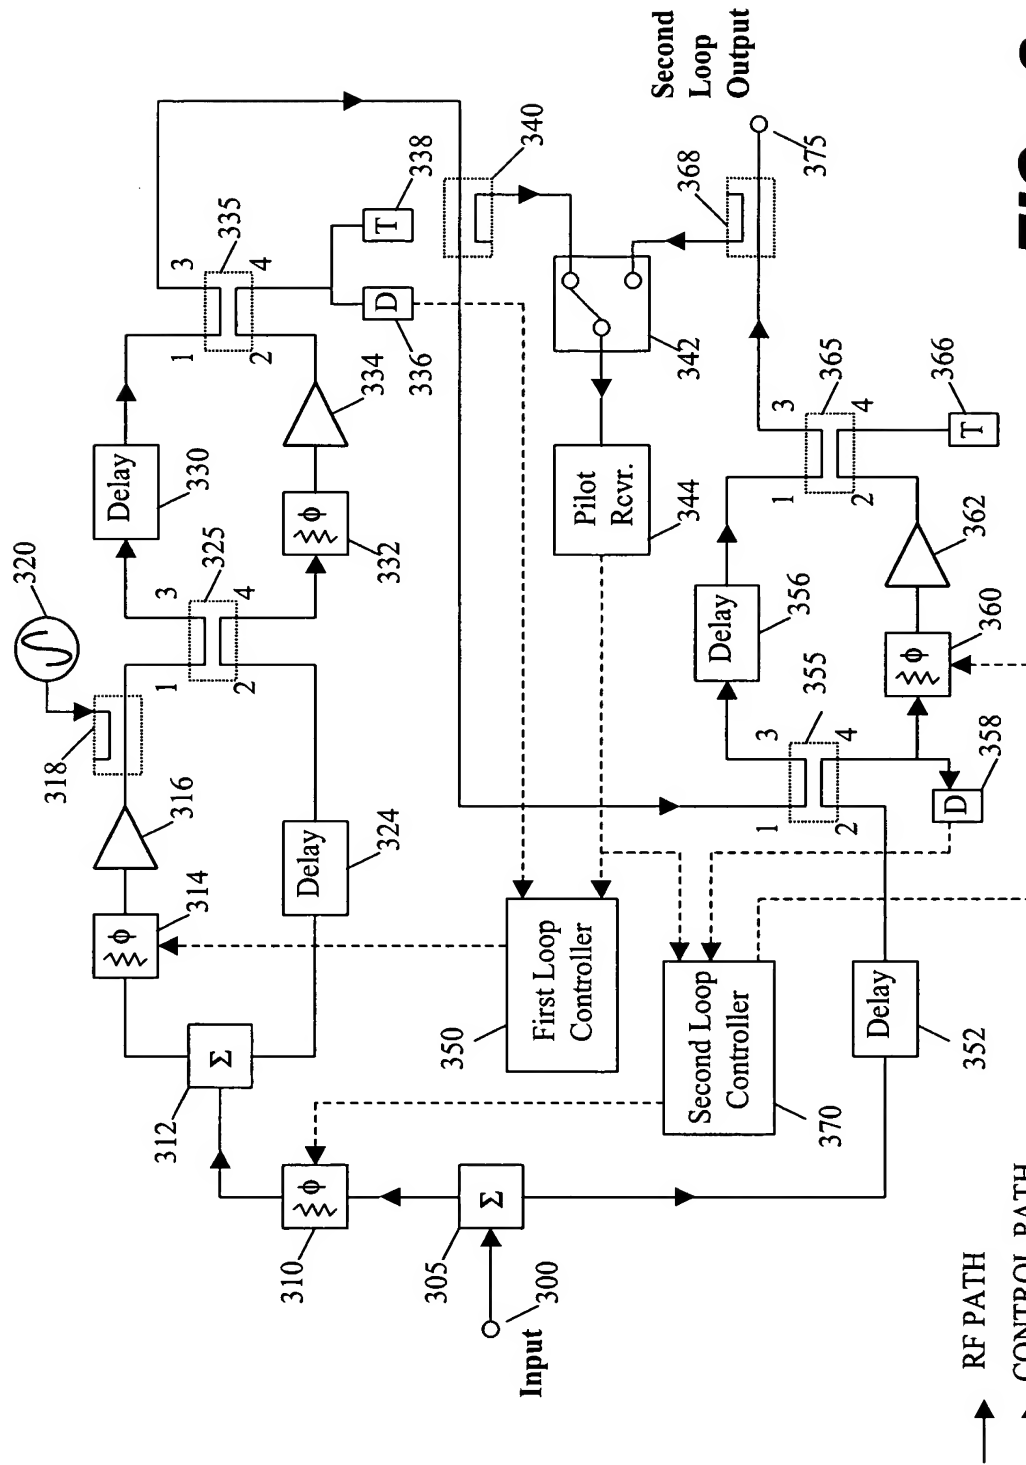 Input
300
305
Σ
310
ϕ
312
Σ
314
ϕ
316
318
320
324
Delay
325
1
2
3
4
330
Delay
332
ϕ
334
335
1
2
3
4
336
D
338
T
340
342
344
Pilot
Rcvr.
350
First Loop
Controller
352
Delay
355
1
2
3
4
356
Delay
358
D
360
ϕ
362
365
1
2
3
4
366
T
368
370
Second Loop
Controller
375
Second
Loop
Output
RF PATH
CONTROL PATH